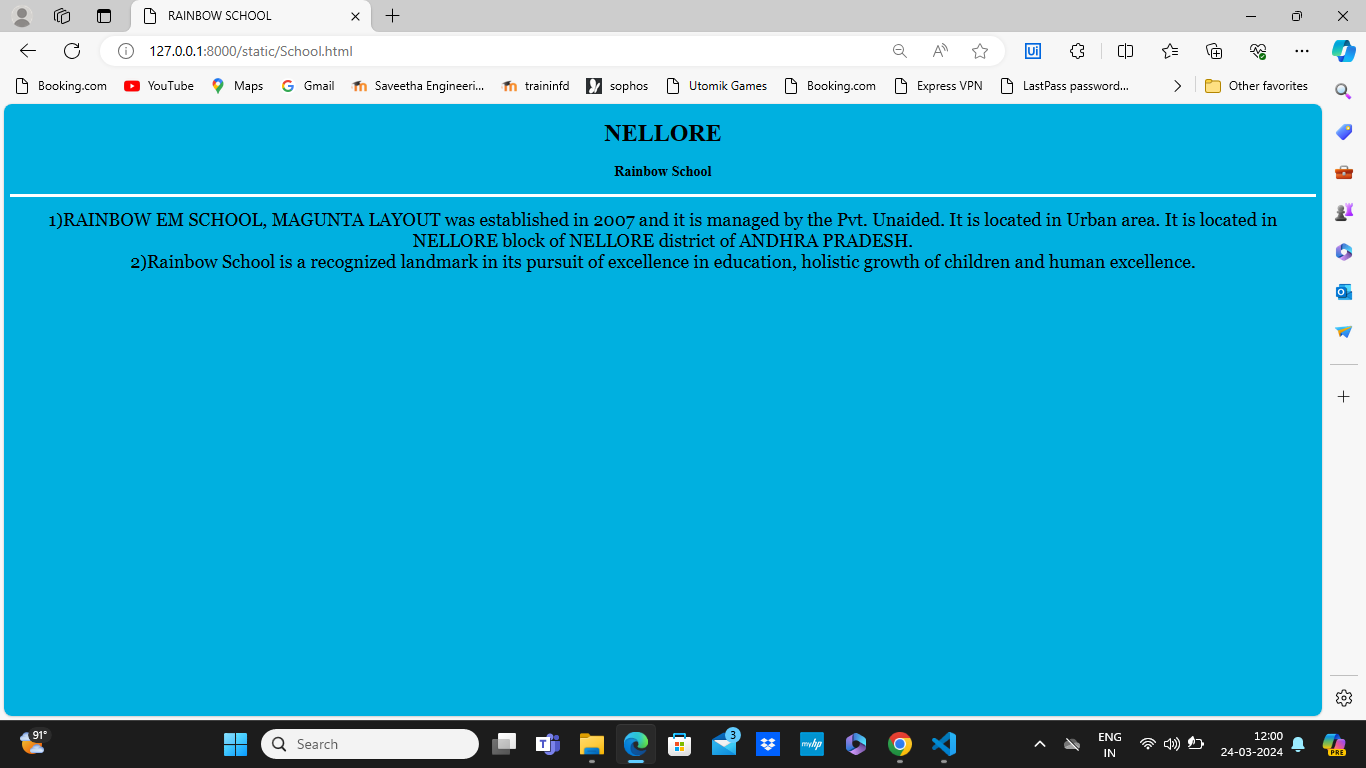 RAINBOW SCHOOL
127.0.0.1:8000/static/School.html
Booking.com YouTube Maps Gmail Saveetha Engineeri... traininfd sophos Utomik Games Booking.com Express VPN LastPass password... Other favorites
NELLORE
Rainbow School
1)RAINBOW EM SCHOOL, MAGUNTA LAYOUT was established in 2007 and it is managed by the Pvt. Unaided. It is located in Urban area. It is located in
NELLORE block of NELLORE district of ANDHRA PRADESH.
2)Rainbow School is a recognized landmark in its pursuit of excellence in education, holistic growth of children and human excellence.
91°
Search
3
myhp
ENG
IN
12:00
24-03-2024
PRE